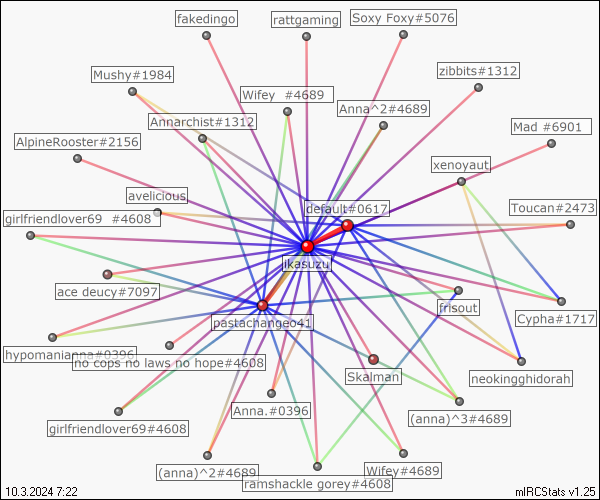 fakedingo
rattgaming
Soxy Foxy#5076
Mushy#1984
zibbits#1312
Wifey  #4689
Anna^2#4689
Annarchist#1312
Mad #6901
AlpineRooster#2156
xenoyaut
avelicious
default#0617
Toucan#2473
girlfriendlover69  #4608
jikasuzu
ace deucy#7097
frisout
Cypha#1717
pastachange041
hypomanianna#0396
no cops no laws no hope#4608
Skalman
neokingghidorah
Anna.#0396
(anna)^3#4689
girlfriendlover69#4608
(anna)^2#4689
Wifey#4689
ramshackle gorey#4608
10.3.2024 7:22
mIRCStats v1.25